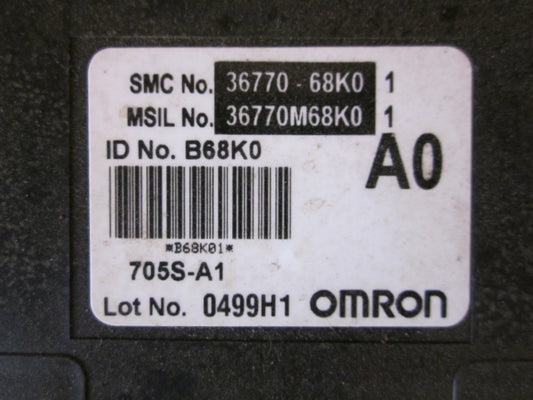 SMC No. 36770 - 68K0 1
MSIL No. 36770M68K0 1
ID No. B68K0
A0
*B68K01*
705S-A1
Lot No. 0499H1 OMRON